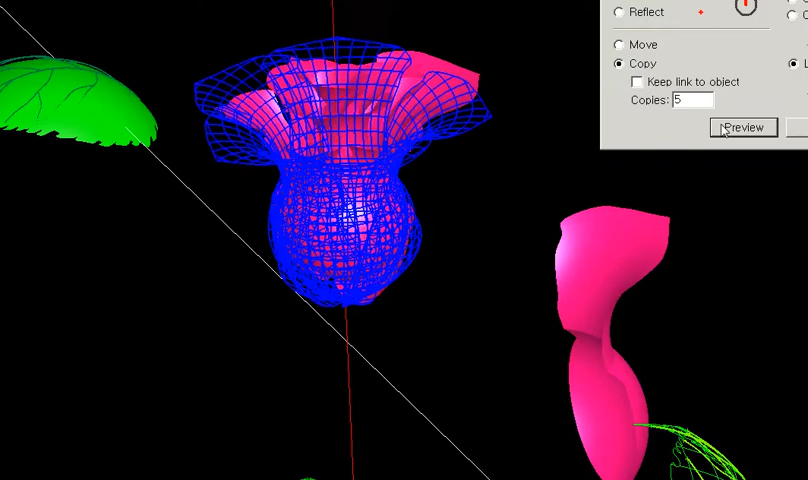 Reflect
Move
Copy
Keep link to object
Copies: 5
Preview